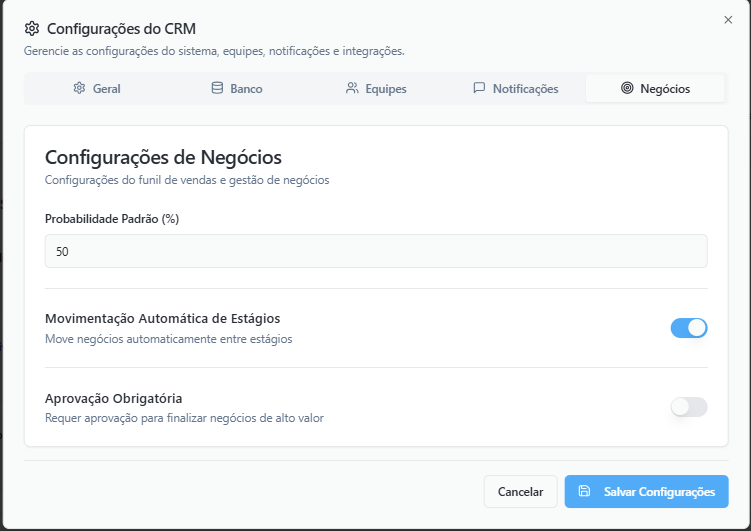 Configurações do CRM
Gerencie as configurações do sistema, equipes, notificações e integrações.
Geral
Banco
Equipes
Notificações
Negócios
Configurações de Negócios
Configurações do funil de vendas e gestão de negócios
Probabilidade Padrão (%)
50
Movimentação Automática de Estágios
Move negócios automaticamente entre estágios
Aprovação Obrigatória
Requer aprovação para finalizar negócios de alto valor
Cancelar
Salvar Configurações